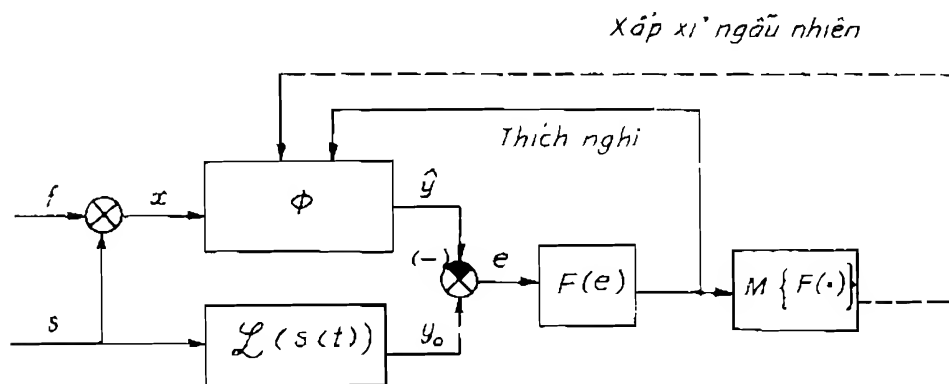 Xấp xỉ ngẫu nhiên
Thích nghi
f
x
Φ
ŷ
(-)
e
F(e)
M { F(·) }
s
ℒ(s(t))
y₀